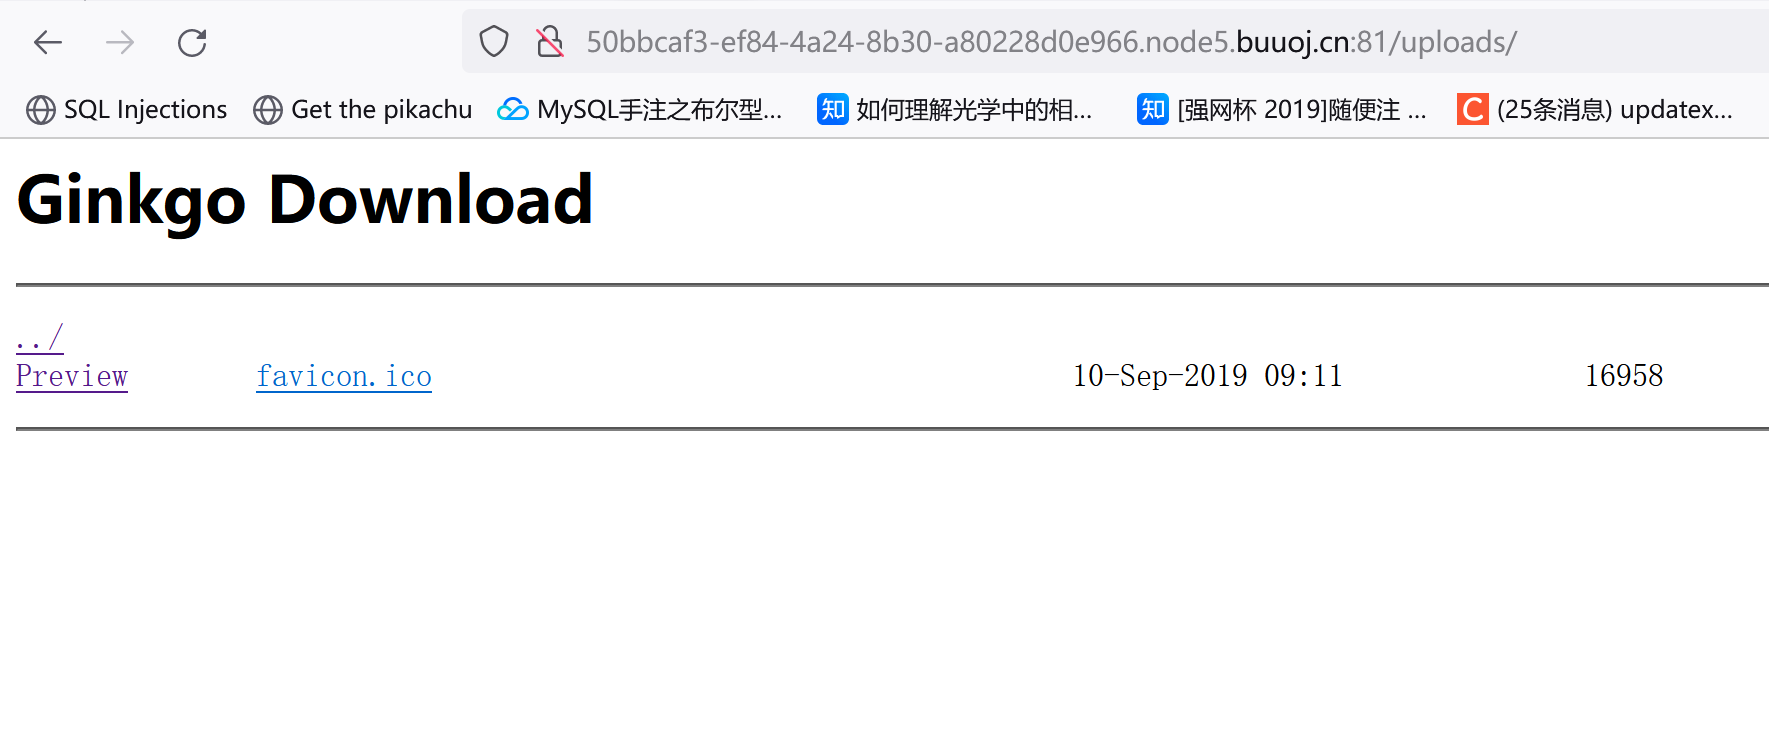 50bbcaf3-ef84-4a24-8b30-a80228d0e966.node5.buuoj.cn:81/uploads/
SQL Injections Get the pikachu MySQL手注之布尔型... 知 如何理解光学中的相... 知 [强网杯 2019]随便注 ... C (25条消息) updatex...
Ginkgo Download
../
Preview favicon.ico 10-Sep-2019 09:11 16958